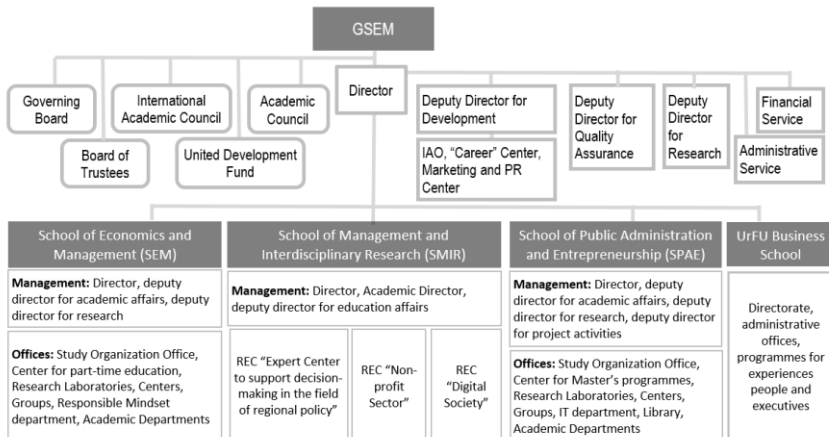 GSEM
Governing
Board
Board of
Trustees
International
Academic Council
United Development
Fund
Academic
Council
Director
Deputy Director for
Development
IAO, “Career” Center,
Marketing and PR
Center
Deputy
Director for
Quality
Assurance
Deputy
Director
for
Research
Financial
Service
Administrative
Service
School of Economics and
Management (SEM)
Management: Director, deputy
director for academic affairs, deputy
director for research
Offices: Study Organization Office,
Center for part-time education,
Research Laboratories, Centers,
Groups, Responsible Mindset
department, Academic Departments
School of Management and
Interdisciplinary Research (SMIR)
Management: Director, Academic Director,
deputy director for education affairs
REC “Expert Center
to support decision-
making in the field
of regional policy”
REC “Non-
profit
Sector”
REC
“Digital
Society”
School of Public Administration
and Entrepreneurship (SPAE)
Management: Director, deputy
director for academic affairs, deputy
director for research, deputy director
for project activities
Offices: Study Organization Office,
Center for Master’s programmes,
Research Laboratories, Centers,
Groups, IT department, Library,
Academic Departments
UrFU Business
School
Directorate,
administrative
offices,
programmes for
experiences
people and
executives